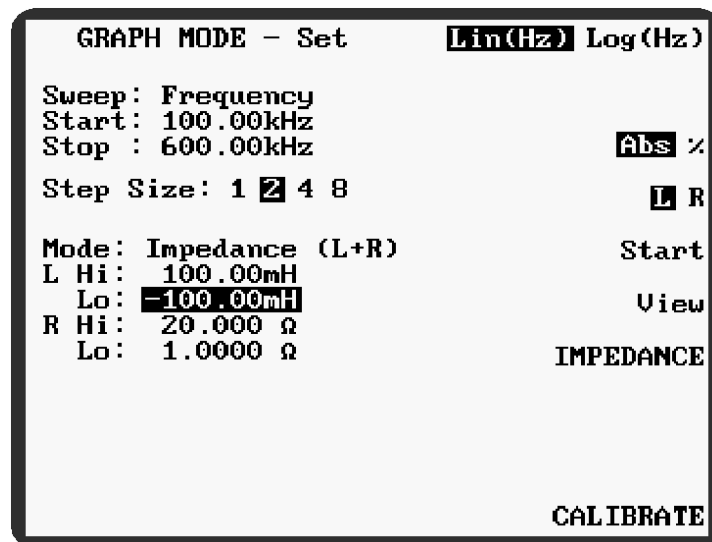 GRAPH MODE – Set Lin(Hz) Log(Hz)
Sweep: Frequency
Start: 100.00kHz
Stop : 600.00kHz
Abs %
Step Size: 1 2 4 8
L R
Mode: Impedance (L+R)
Start
L Hi: 100.00mH
Lo: -100.00mH
View
R Hi: 20.000 Ω
Lo: 1.0000 Ω
IMPEDANCE
CALIBRATE